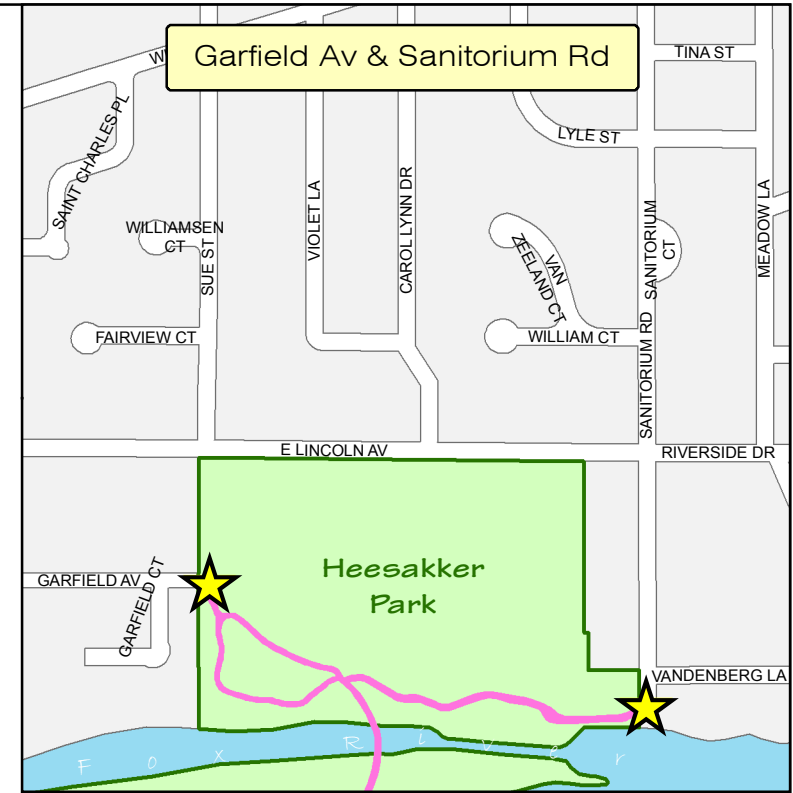 Garfield Av & Sanitorium Rd
W
TINA ST
LYLE ST
SAINT CHARLES PL
WILLIAMSEN
CT
SUE ST
VIOLET LA
CAROL LYNN DR
VAN
ZEELAND CT
SANITORIUM
CT
MEADOW LA
FAIRVIEW CT
WILLIAM CT
SANITORIUM RD
E LINCOLN AV
RIVERSIDE DR
Heesakker
Park
GARFIELD AV
GARFIELD CT
VANDENBERG LA
Fox River